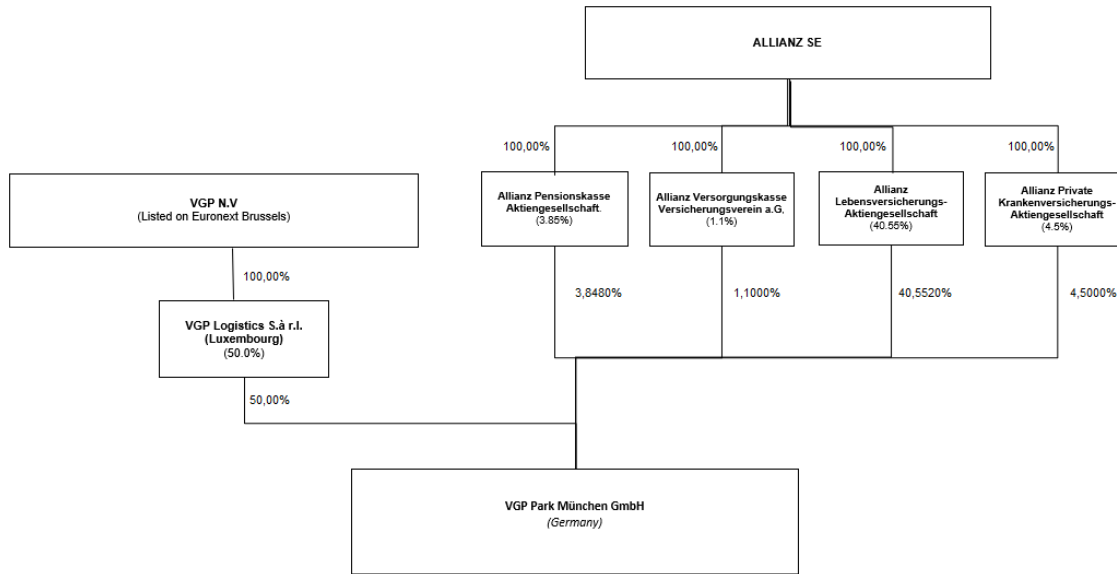 ALLIANZ SE
100,00%
100,00%
100,00%
100,00%
VGP N.V
(Listed on Euronext Brussels)
Allianz Pensionskasse
Aktiengesellschaft.
(3.85%)
Allianz Versorgungskasse
Versicherungsverein a.G.
(1.1%)
Allianz
Lebensversicherungs-
Aktiengesellschaft
(40.55%)
Allianz Private
Krankenversicherungs-
Aktiengesellschaft
(4.5%)
100,00%
3,8480%
1,1000%
40,5520%
4,5000%
VGP Logistics S.à r.l.
(Luxembourg)
(50.0%)
50,00%
VGP Park München GmbH
(Germany)